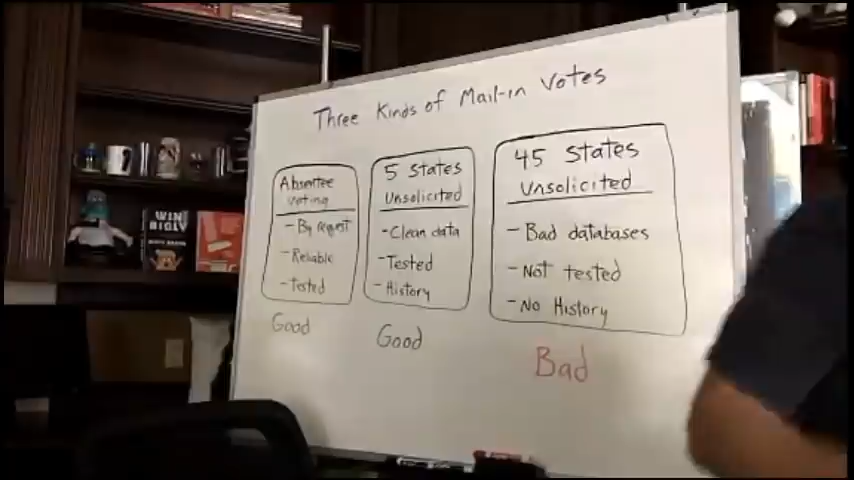 Three Kinds of Mail-in Votes
Absentee
voting
- By request
- Reliable
- Tested
Good
5 States
Unsolicited
- Clean data
- Tested
- History
Good
45 States
Unsolicited
- Bad databases
- Not tested
- No History
Bad
WIN
BIGLY